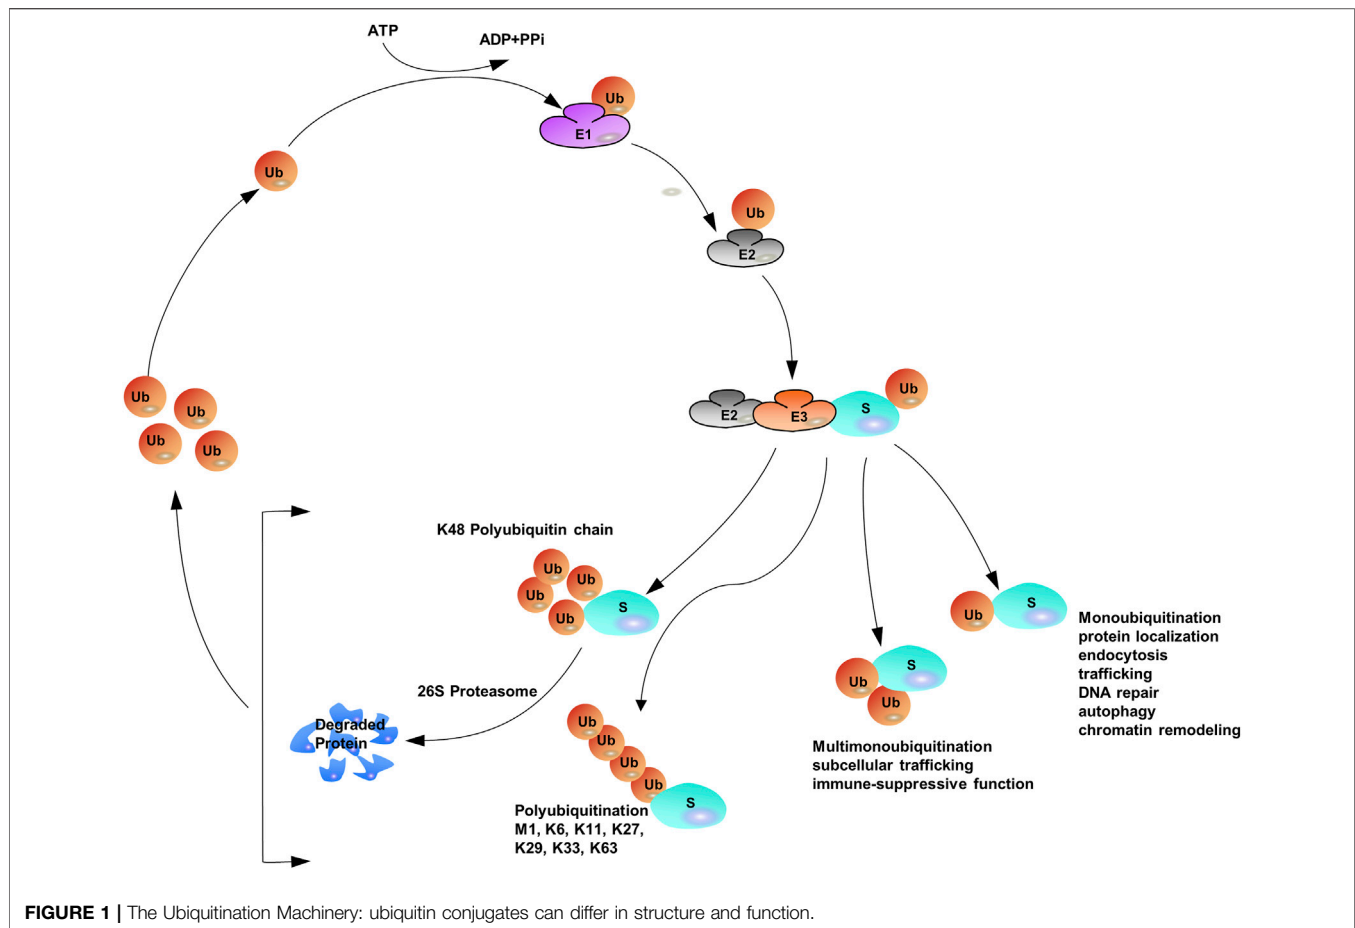 ATP
ADP+PPi
Ub
E1
Ub
Ub
E2
Ub
E2
E3
S
Ub
Ub
Ub
Ub
Ub
K48 Polyubiquitin chain
Ub
Ub
Ub
Ub
S
26S Proteasome
Degraded
Protein
Ub
Ub
Ub
Ub
S
Polyubiquitination
M1, K6, K11, K27,
K29, K33, K63
S
Ub
Ub
Multimonoubiquitination
subcellular trafficking
immune-suppressive function
Ub
S
Monoubiquitination
protein localization
endocytosis
trafficking
DNA repair
autophagy
chromatin remodeling
FIGURE 1 | The Ubiquitination Machinery: ubiquitin conjugates can differ in structure and function.